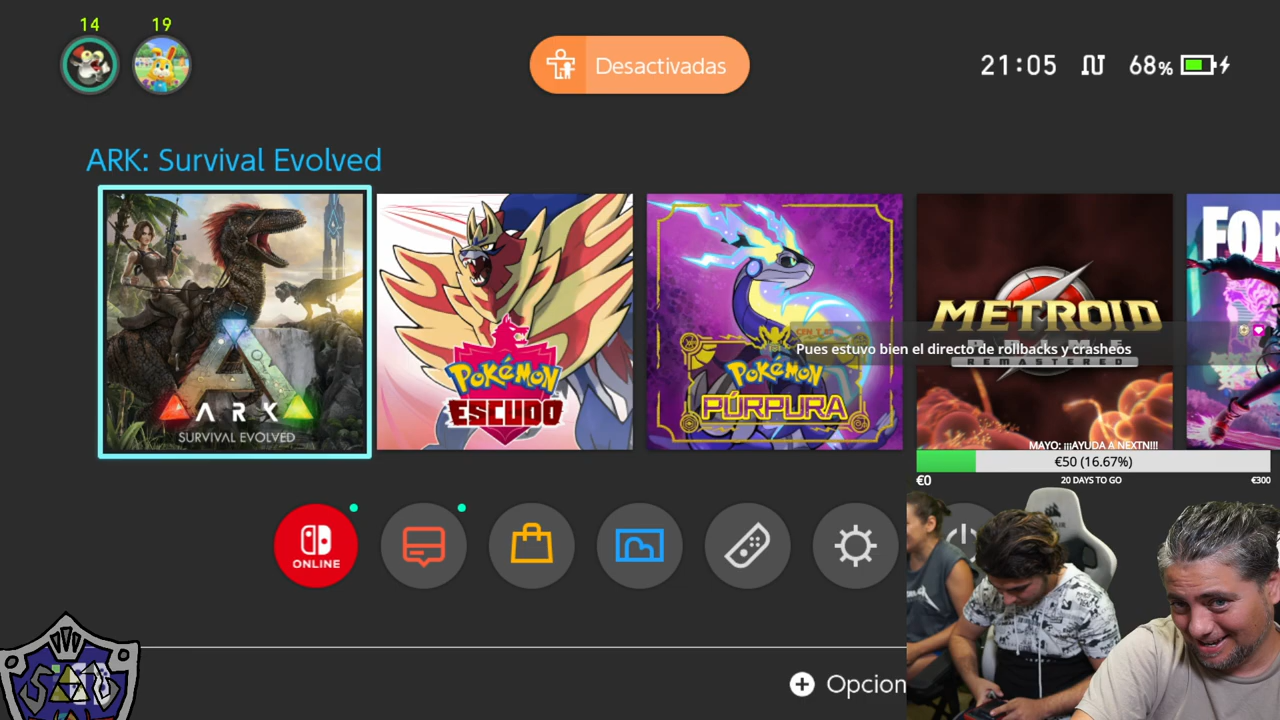 14
19
Desactivadas
21:05
68%
ARK: Survival Evolved
ARK
SURVIVAL EVOLVED
POKÉMON
ESCUDO
POKÉMON
PÚRPURA
METROID
PRIME
REMASTERED
FOR
Pues estuvo bien el directo de rollbacks y crasheos
MAYO: ¡¡¡AYUDA A NEXTN!!!
€50 (16.67%)
€0
20 DAYS TO GO
€300
ONLINE
Opcion